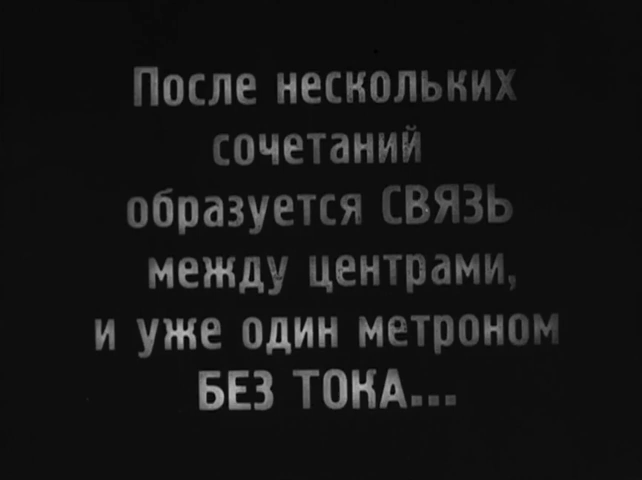 После нескольких
сочетаний
образуется СВЯЗЬ
между центрами,
и уже один метроном
БЕЗ ТОКА...